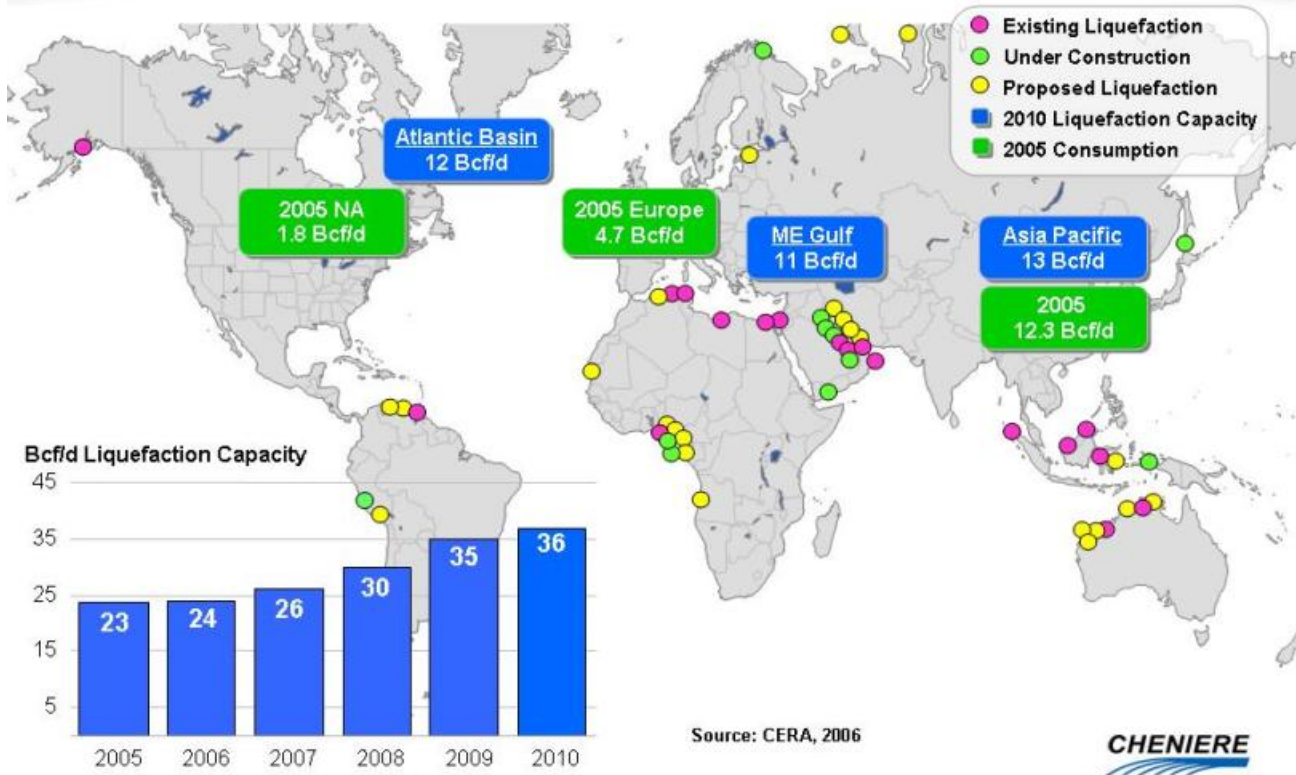 Existing Liquefaction
Under Construction
Proposed Liquefaction
2010 Liquefaction Capacity
2005 Consumption
Atlantic Basin
12 Bcf/d
2005 NA
1.8 Bcf/d
2005 Europe
4.7 Bcf/d
ME Gulf
11 Bcf/d
Asia Pacific
13 Bcf/d
2005
12.3 Bcf/d
Bcf/d Liquefaction Capacity
45
35
25
15
5
23
24
26
30
35
36
2005
2006
2007
2008
2009
2010
Source: CERA, 2006
CHENIERE